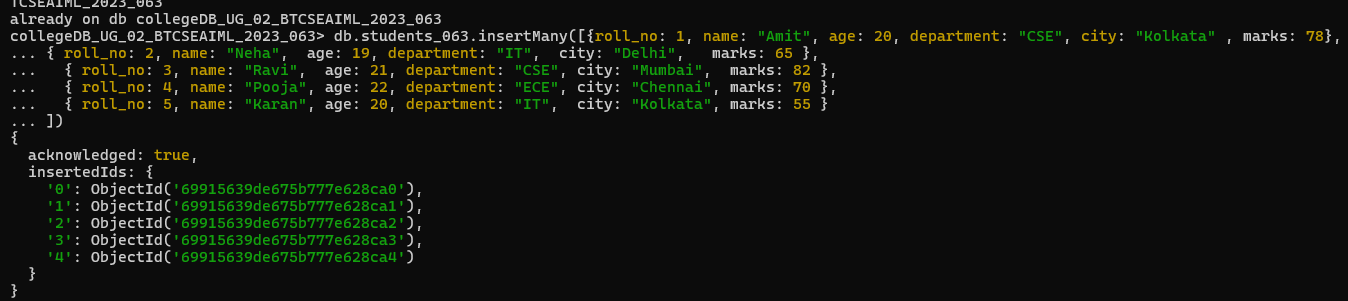 TCSEAIML_2023_063
already on db collegeDB_UG_02_BTCSEAIML_2023_063
collegeDB_UG_02_BTCSEAIML_2023_063> db.students_063.insertMany([{roll_no: 1, name: "Amit", age: 20, department: "CSE", city: "Kolkata" , marks: 78},
... { roll_no: 2, name: "Neha",  age: 19, department: "IT",  city: "Delhi",   marks: 65 },
...   { roll_no: 3, name: "Ravi",  age: 21, department: "CSE", city: "Mumbai",  marks: 82 },
...   { roll_no: 4, name: "Pooja", age: 22, department: "ECE", city: "Chennai", marks: 70 },
...   { roll_no: 5, name: "Karan", age: 20, department: "IT",  city: "Kolkata", marks: 55 }
... ])
{
  acknowledged: true,
  insertedIds: {
    '0': ObjectId('69915639de675b777e628ca0'),
    '1': ObjectId('69915639de675b777e628ca1'),
    '2': ObjectId('69915639de675b777e628ca2'),
    '3': ObjectId('69915639de675b777e628ca3'),
    '4': ObjectId('69915639de675b777e628ca4')
  }
}